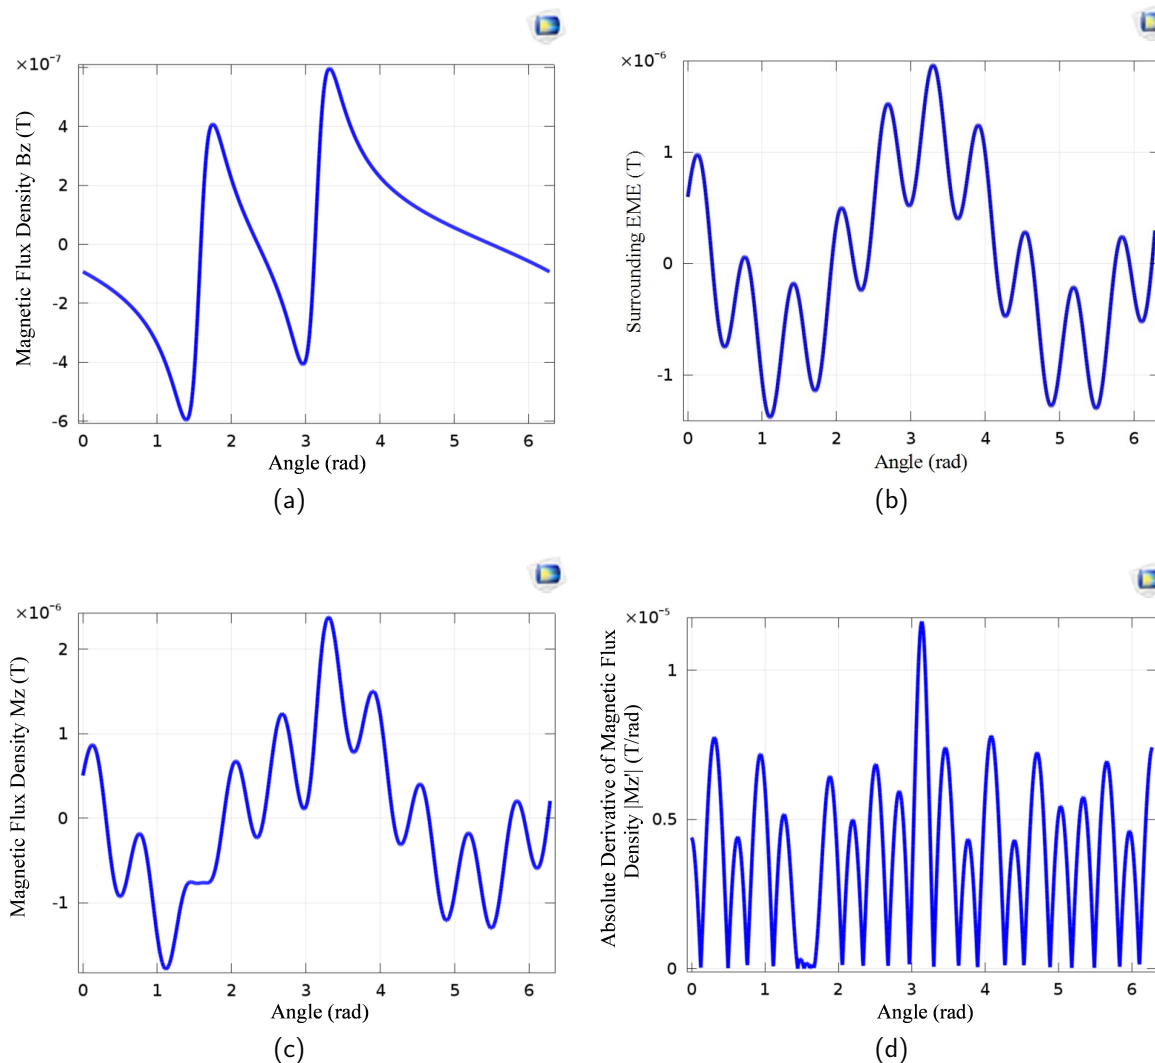 ×10⁻⁷
Magnetic Flux Density Bz (T)
4
2
0
-2
-4
-6
0 1 2 3 4 5 6
Angle (rad)
(a)
×10⁻⁶
Surrounding EME (T)
1
0
-1
0 1 2 3 4 5 6
Angle (rad)
(b)
×10⁻⁶
Magnetic Flux Density Mz (T)
2
1
0
-1
0 1 2 3 4 5 6
Angle (rad)
(c)
×10⁻⁵
Absolute Derivative of Magnetic Flux
Density |Mz'| (T/rad)
1
0.5
0
0 1 2 3 4 5 6
Angle (rad)
(d)